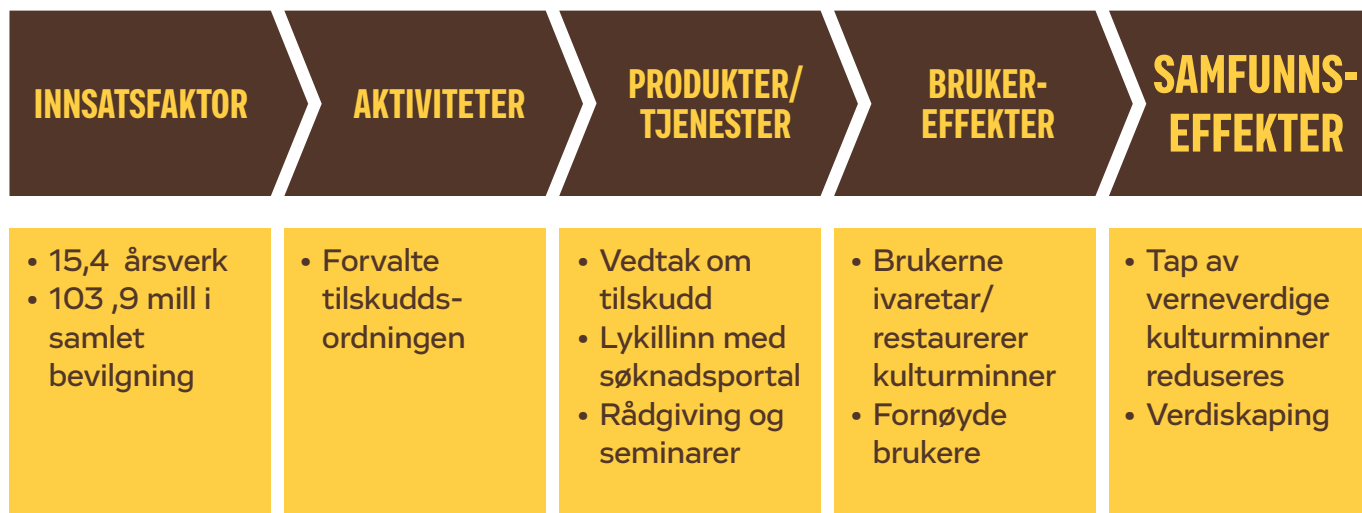 INNSATSFAKTOR
AKTIVITETER
PRODUKTER/
TJENESTER
BRUKER-
EFFEKTER
SAMFUNNS-
EFFEKTER
• 15,4 årsverk
• 103 ,9 mill i
samlet
bevilgning
• Forvalte
tilskudds-
ordningen
• Vedtak om
tilskudd
• Lykillinn med
søknadsportal
• Rådgiving og
seminarer
• Brukerne
ivaretar/
restaurerer
kulturminner
• Fornøyde
brukere
• Tap av
verneverdige
kulturminner
reduseres
• Verdiskaping